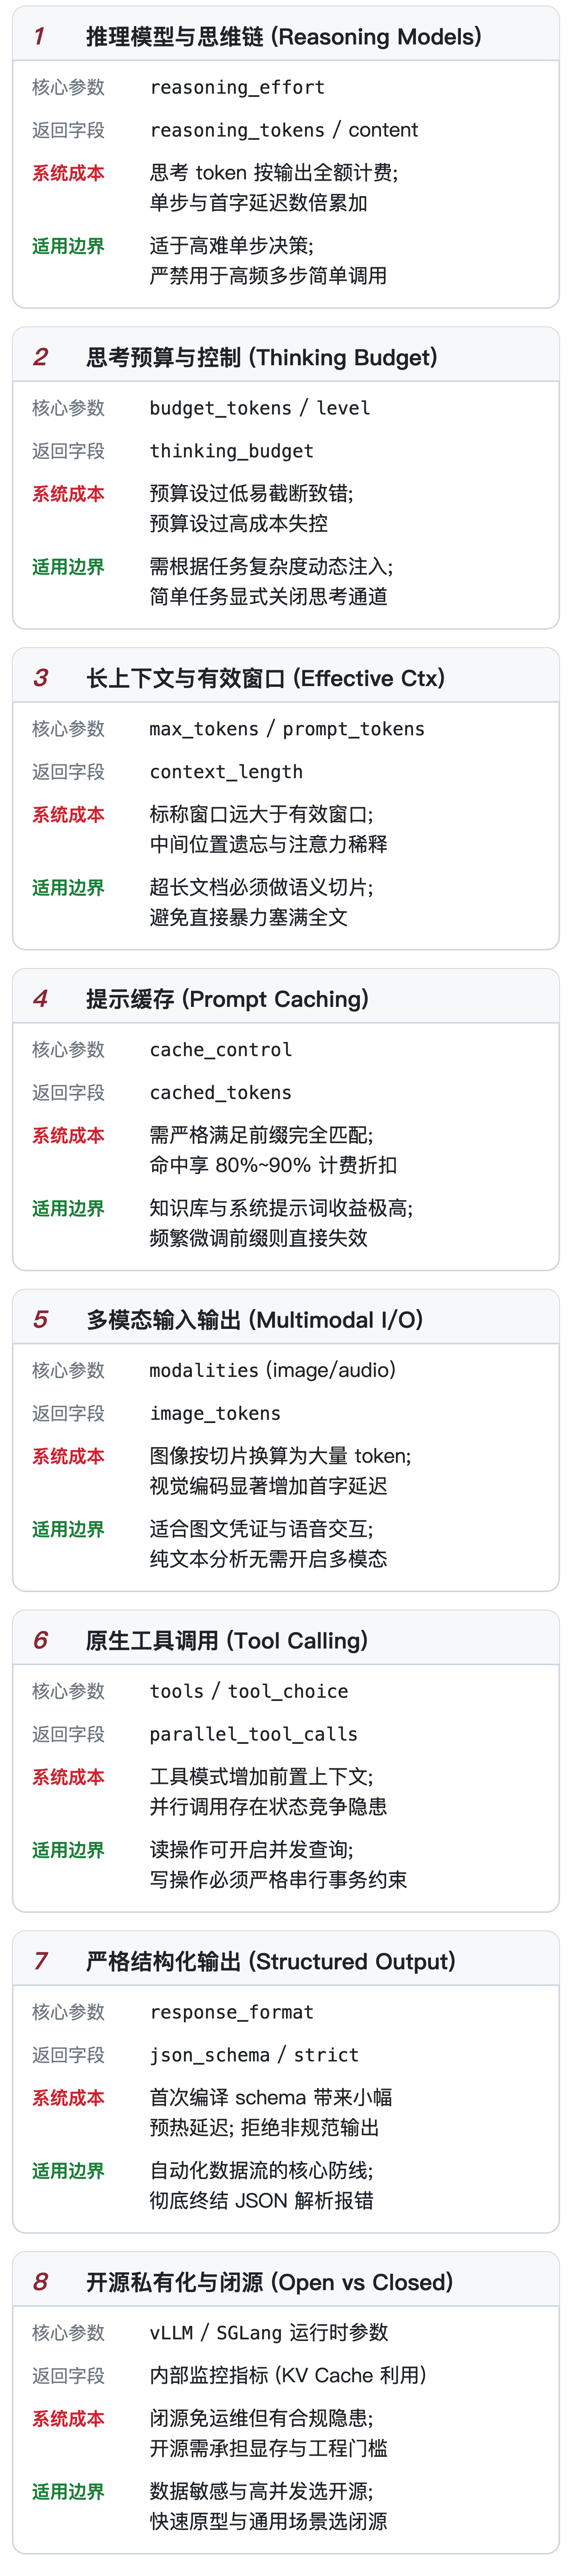 1 推理模型与思维链 (Reasoning Models)
核心参数 reasoning_effort
返回字段 reasoning_tokens / content
系统成本 思考 token 按输出全额计费;
单步与首字延迟数倍累加
适用边界 适于高难单步决策;
严禁用于高频多步简单调用
2 思考预算与控制 (Thinking Budget)
核心参数 budget_tokens / level
返回字段 thinking_budget
系统成本 预算设过低易截断致错;
预算设过高成本失控
适用边界 需根据任务复杂度动态注入;
简单任务显式关闭思考通道
3 长上下文与有效窗口 (Effective Ctx)
核心参数 max_tokens / prompt_tokens
返回字段 context_length
系统成本 标称窗口远大于有效窗口;
中间位置遗忘与注意力稀释
适用边界 超长文档必须做语义切片;
避免直接暴力塞满全文
4 提示缓存 (Prompt Caching)
核心参数 cache_control
返回字段 cached_tokens
系统成本 需严格满足前缀完全匹配;
命中享 80%~90% 计费折扣
适用边界 知识库与系统提示词收益极高;
频繁微调前缀则直接失效
5 多模态输入输出 (Multimodal I/O)
核心参数 modalities (image/audio)
返回字段 image_tokens
系统成本 图像按切片换算为大量 token;
视觉编码显著增加首字延迟
适用边界 适合图文凭证与语音交互;
纯文本分析无需开启多模态
6 原生工具调用 (Tool Calling)
核心参数 tools / tool_choice
返回字段 parallel_tool_calls
系统成本 工具模式增加前置上下文;
并行调用存在状态竞争隐患
适用边界 读操作可开启并发查询;
写操作必须严格串行事务约束
7 严格结构化输出 (Structured Output)
核心参数 response_format
返回字段 json_schema / strict
系统成本 首次编译 schema 带来小幅
预热延迟; 拒绝非规范输出
适用边界 自动化数据流的核心防线;
彻底终结 JSON 解析报错
8 开源私有化与闭源 (Open vs Closed)
核心参数 vLLM / SGLang 运行时参数
返回字段 内部监控指标 (KV Cache 利用)
系统成本 闭源免运维但有合规隐患;
开源需承担显存与工程门槛
适用边界 数据敏感与高并发选开源;
快速原型与通用场景选闭源